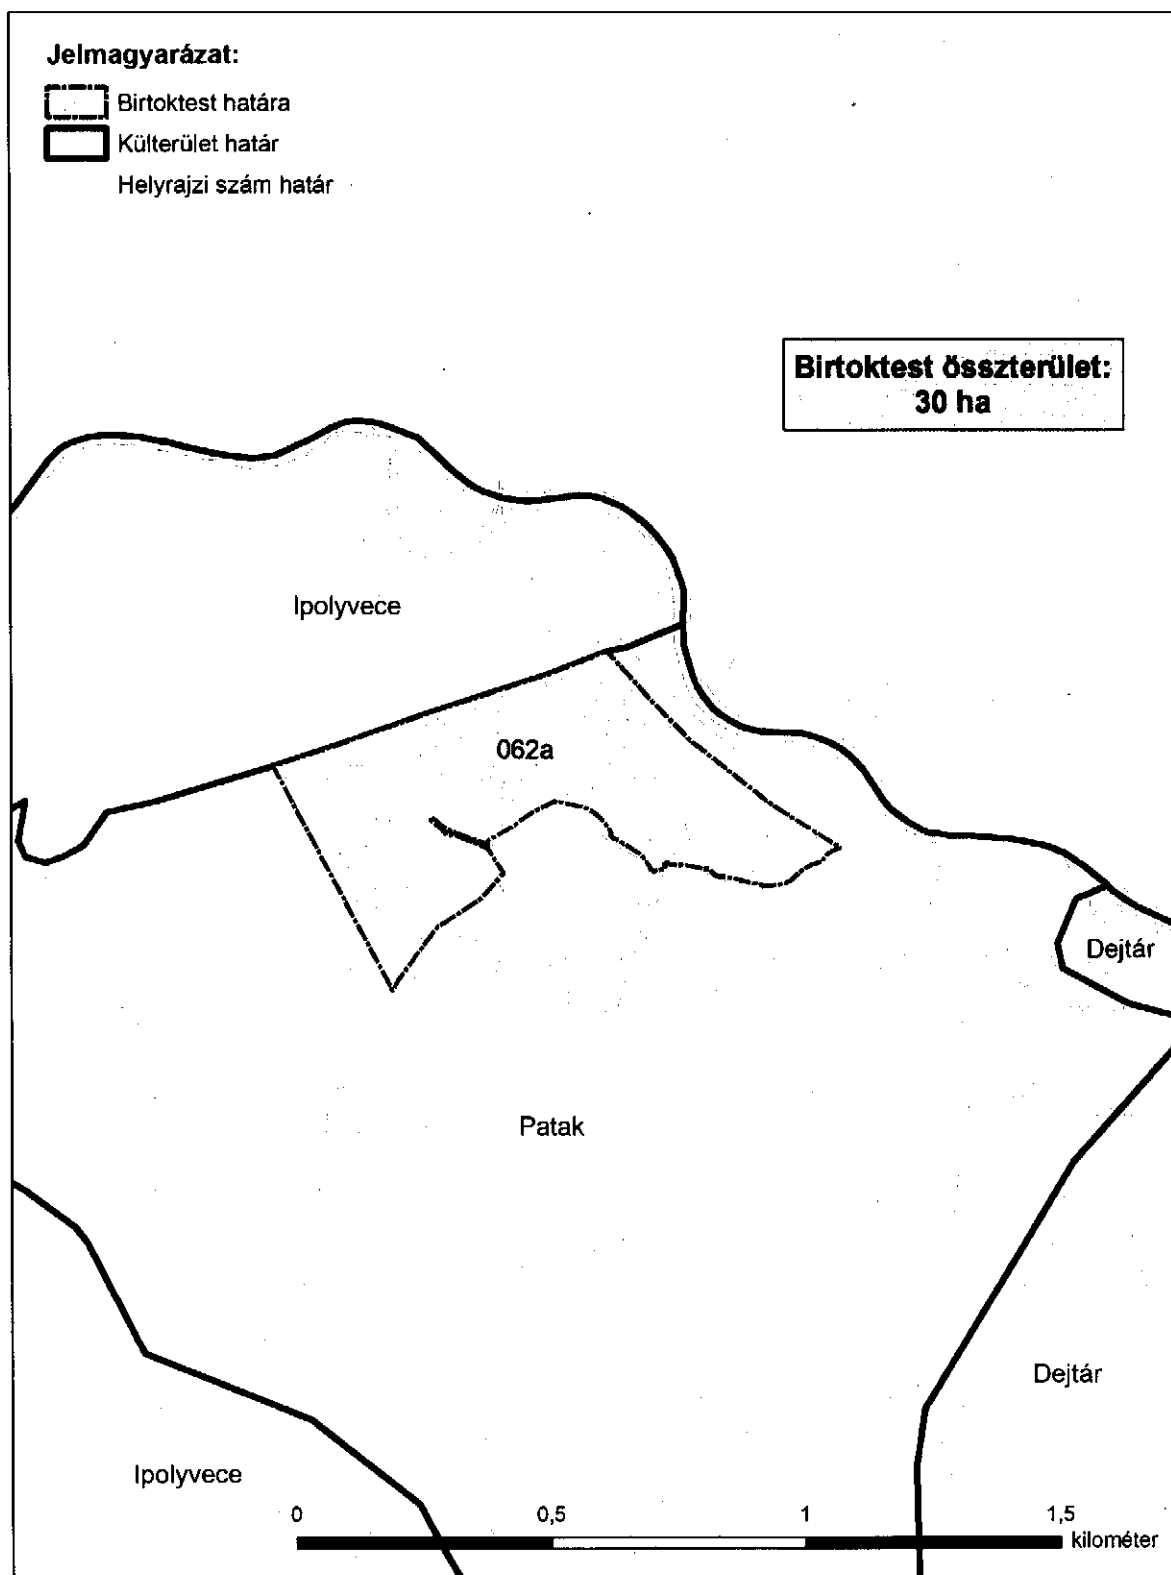 Jelmagyarázat:
Birtoktest határa
Külterület határ
Helyrajzi szám határ
Birtoktest összterület:
30 ha
Ipolyvece
062a
Dejtár
Patak
Dejtár
Ipolyvece
0 0,5 1 1,5
kilométer